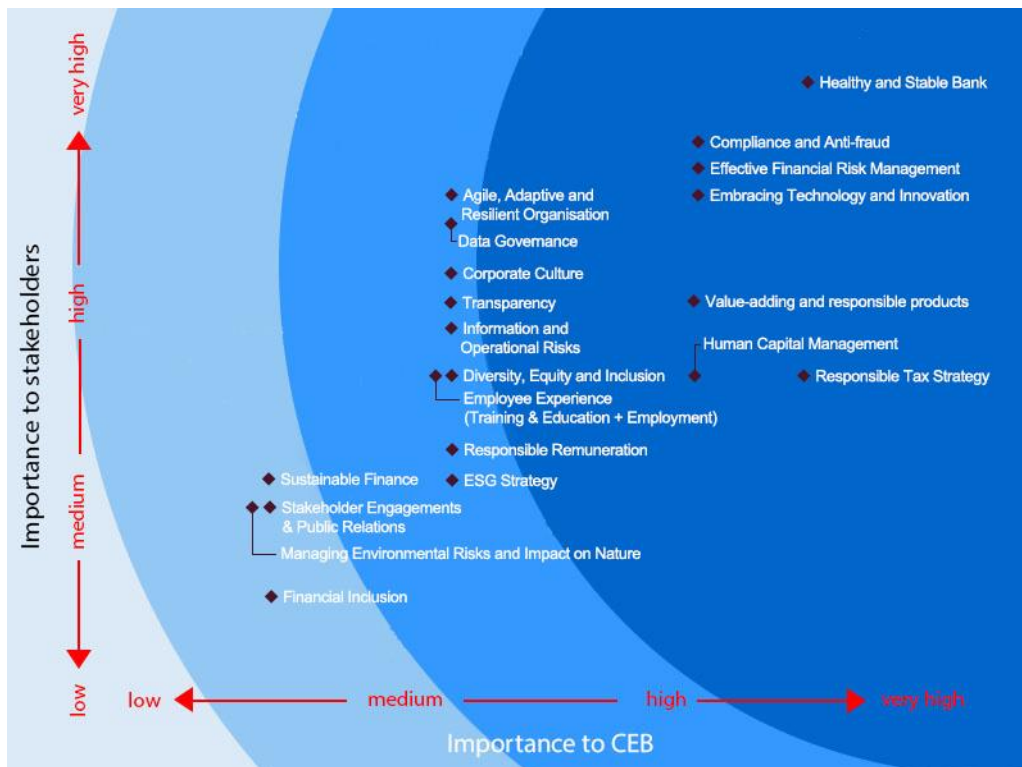 very high
high
medium
low
Importance to stakeholders
Healthy and Stable Bank
Compliance and Anti-fraud
Effective Financial Risk Management
Embracing Technology and Innovation
Agile, Adaptive and
Resilient Organisation
Data Governance
Corporate Culture
Transparency
Value-adding and responsible products
Information and
Operational Risks
Human Capital Management
Diversity, Equity and Inclusion
Responsible Tax Strategy
Employee Experience
(Training & Education + Employment)
Responsible Remuneration
Sustainable Finance
ESG Strategy
Stakeholder Engagements
& Public Relations
Managing Environmental Risks and Impact on Nature
Financial Inclusion
low
medium
high
very high
Importance to CEB